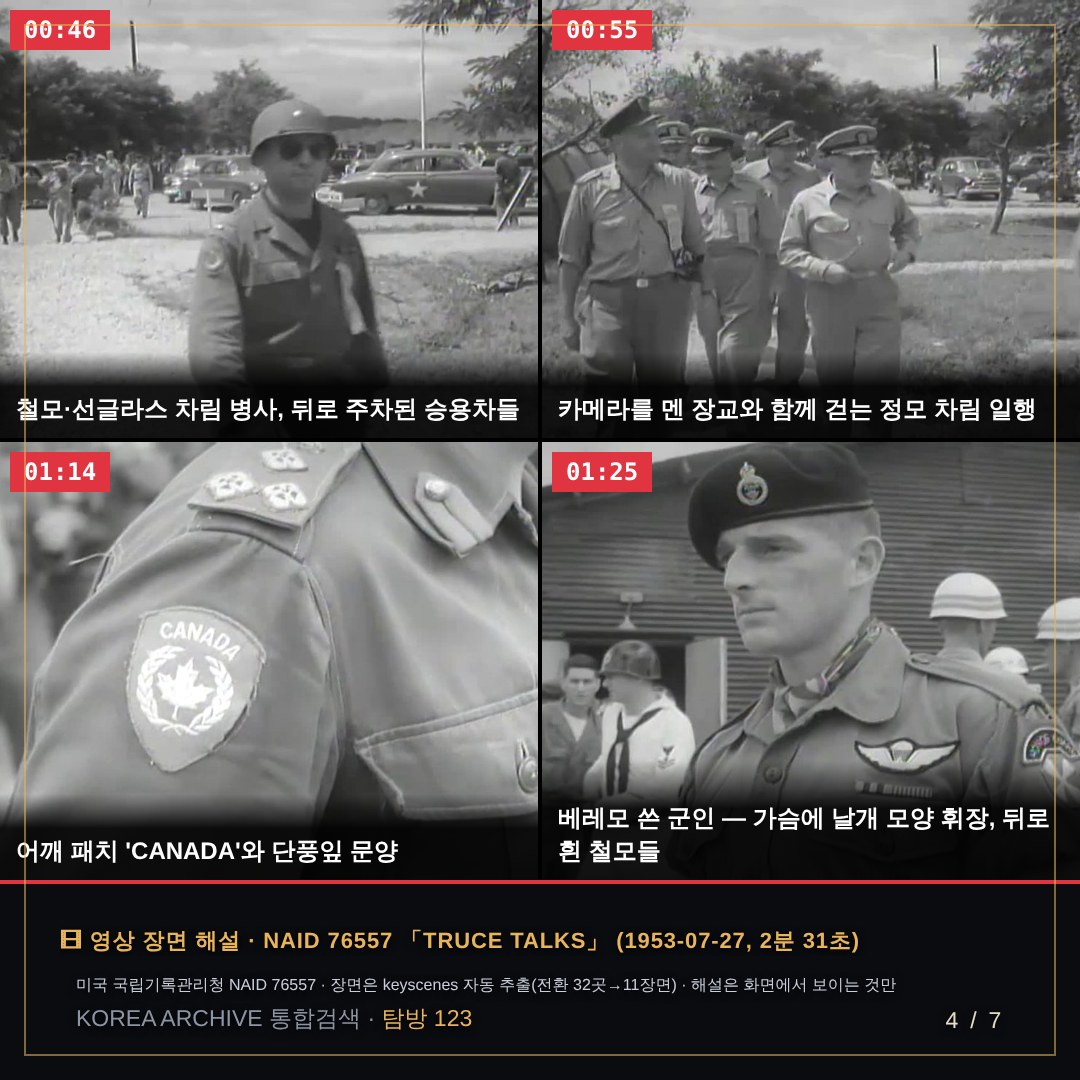 00:46
철모·선글라스 차림 병사, 뒤로 주차된 승용차들
00:55
카메라를 멘 장교와 함께 걷는 정모 차림 일행
01:14
CANADA
어깨 패치 'CANADA'와 단풍잎 문양
01:25
베레모 쓴 군인 — 가슴에 날개 모양 휘장, 뒤로
흰 철모들
🎞 영상 장면 해설 · NAID 76557 「TRUCE TALKS」 (1953-07-27, 2분 31초)
미국 국립기록관리청 NAID 76557 · 장면은 keyscenes 자동 추출(전환 32곳→11장면) · 해설은 화면에서 보이는 것만
KOREA ARCHIVE 통합검색 · 탐방 123
4 / 7